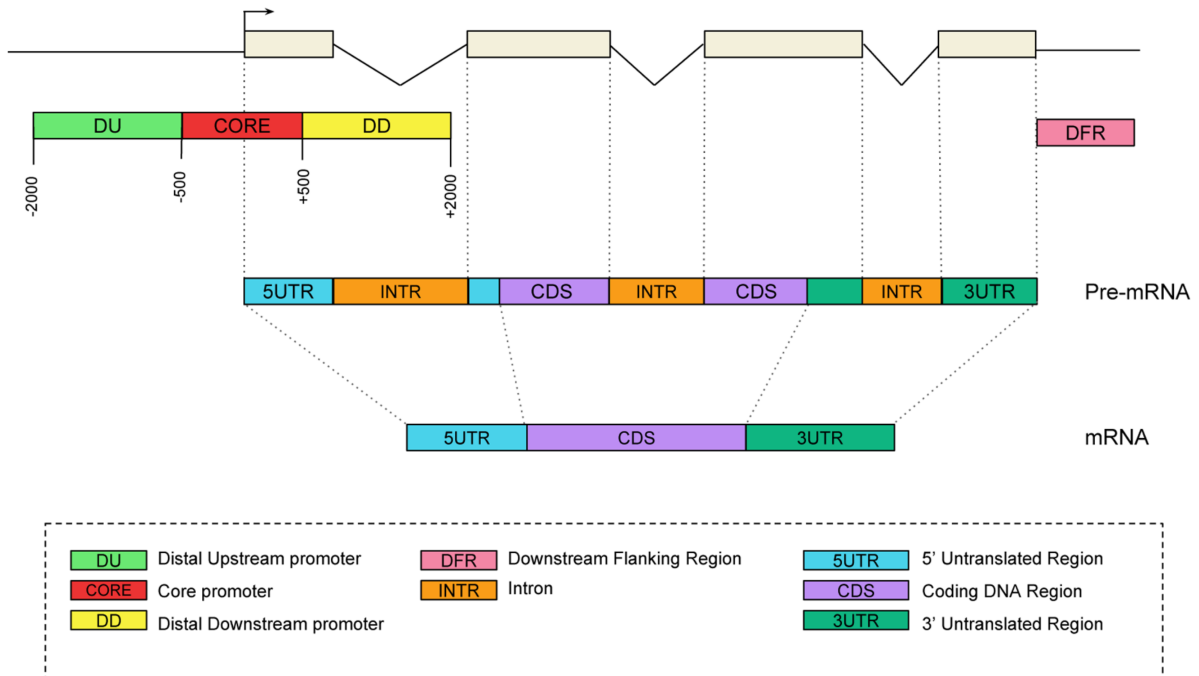 DU CORE DD
DFR
-2000 -500 +500 +2000
5UTR INTR CDS INTR CDS INTR 3UTR Pre-mRNA
5UTR CDS 3UTR mRNA
DU Distal Upstream promoter
CORE Core promoter
DD Distal Downstream promoter
DFR Downstream Flanking Region
INTR Intron
5UTR 5' Untranslated Region
CDS Coding DNA Region
3UTR 3' Untranslated Region